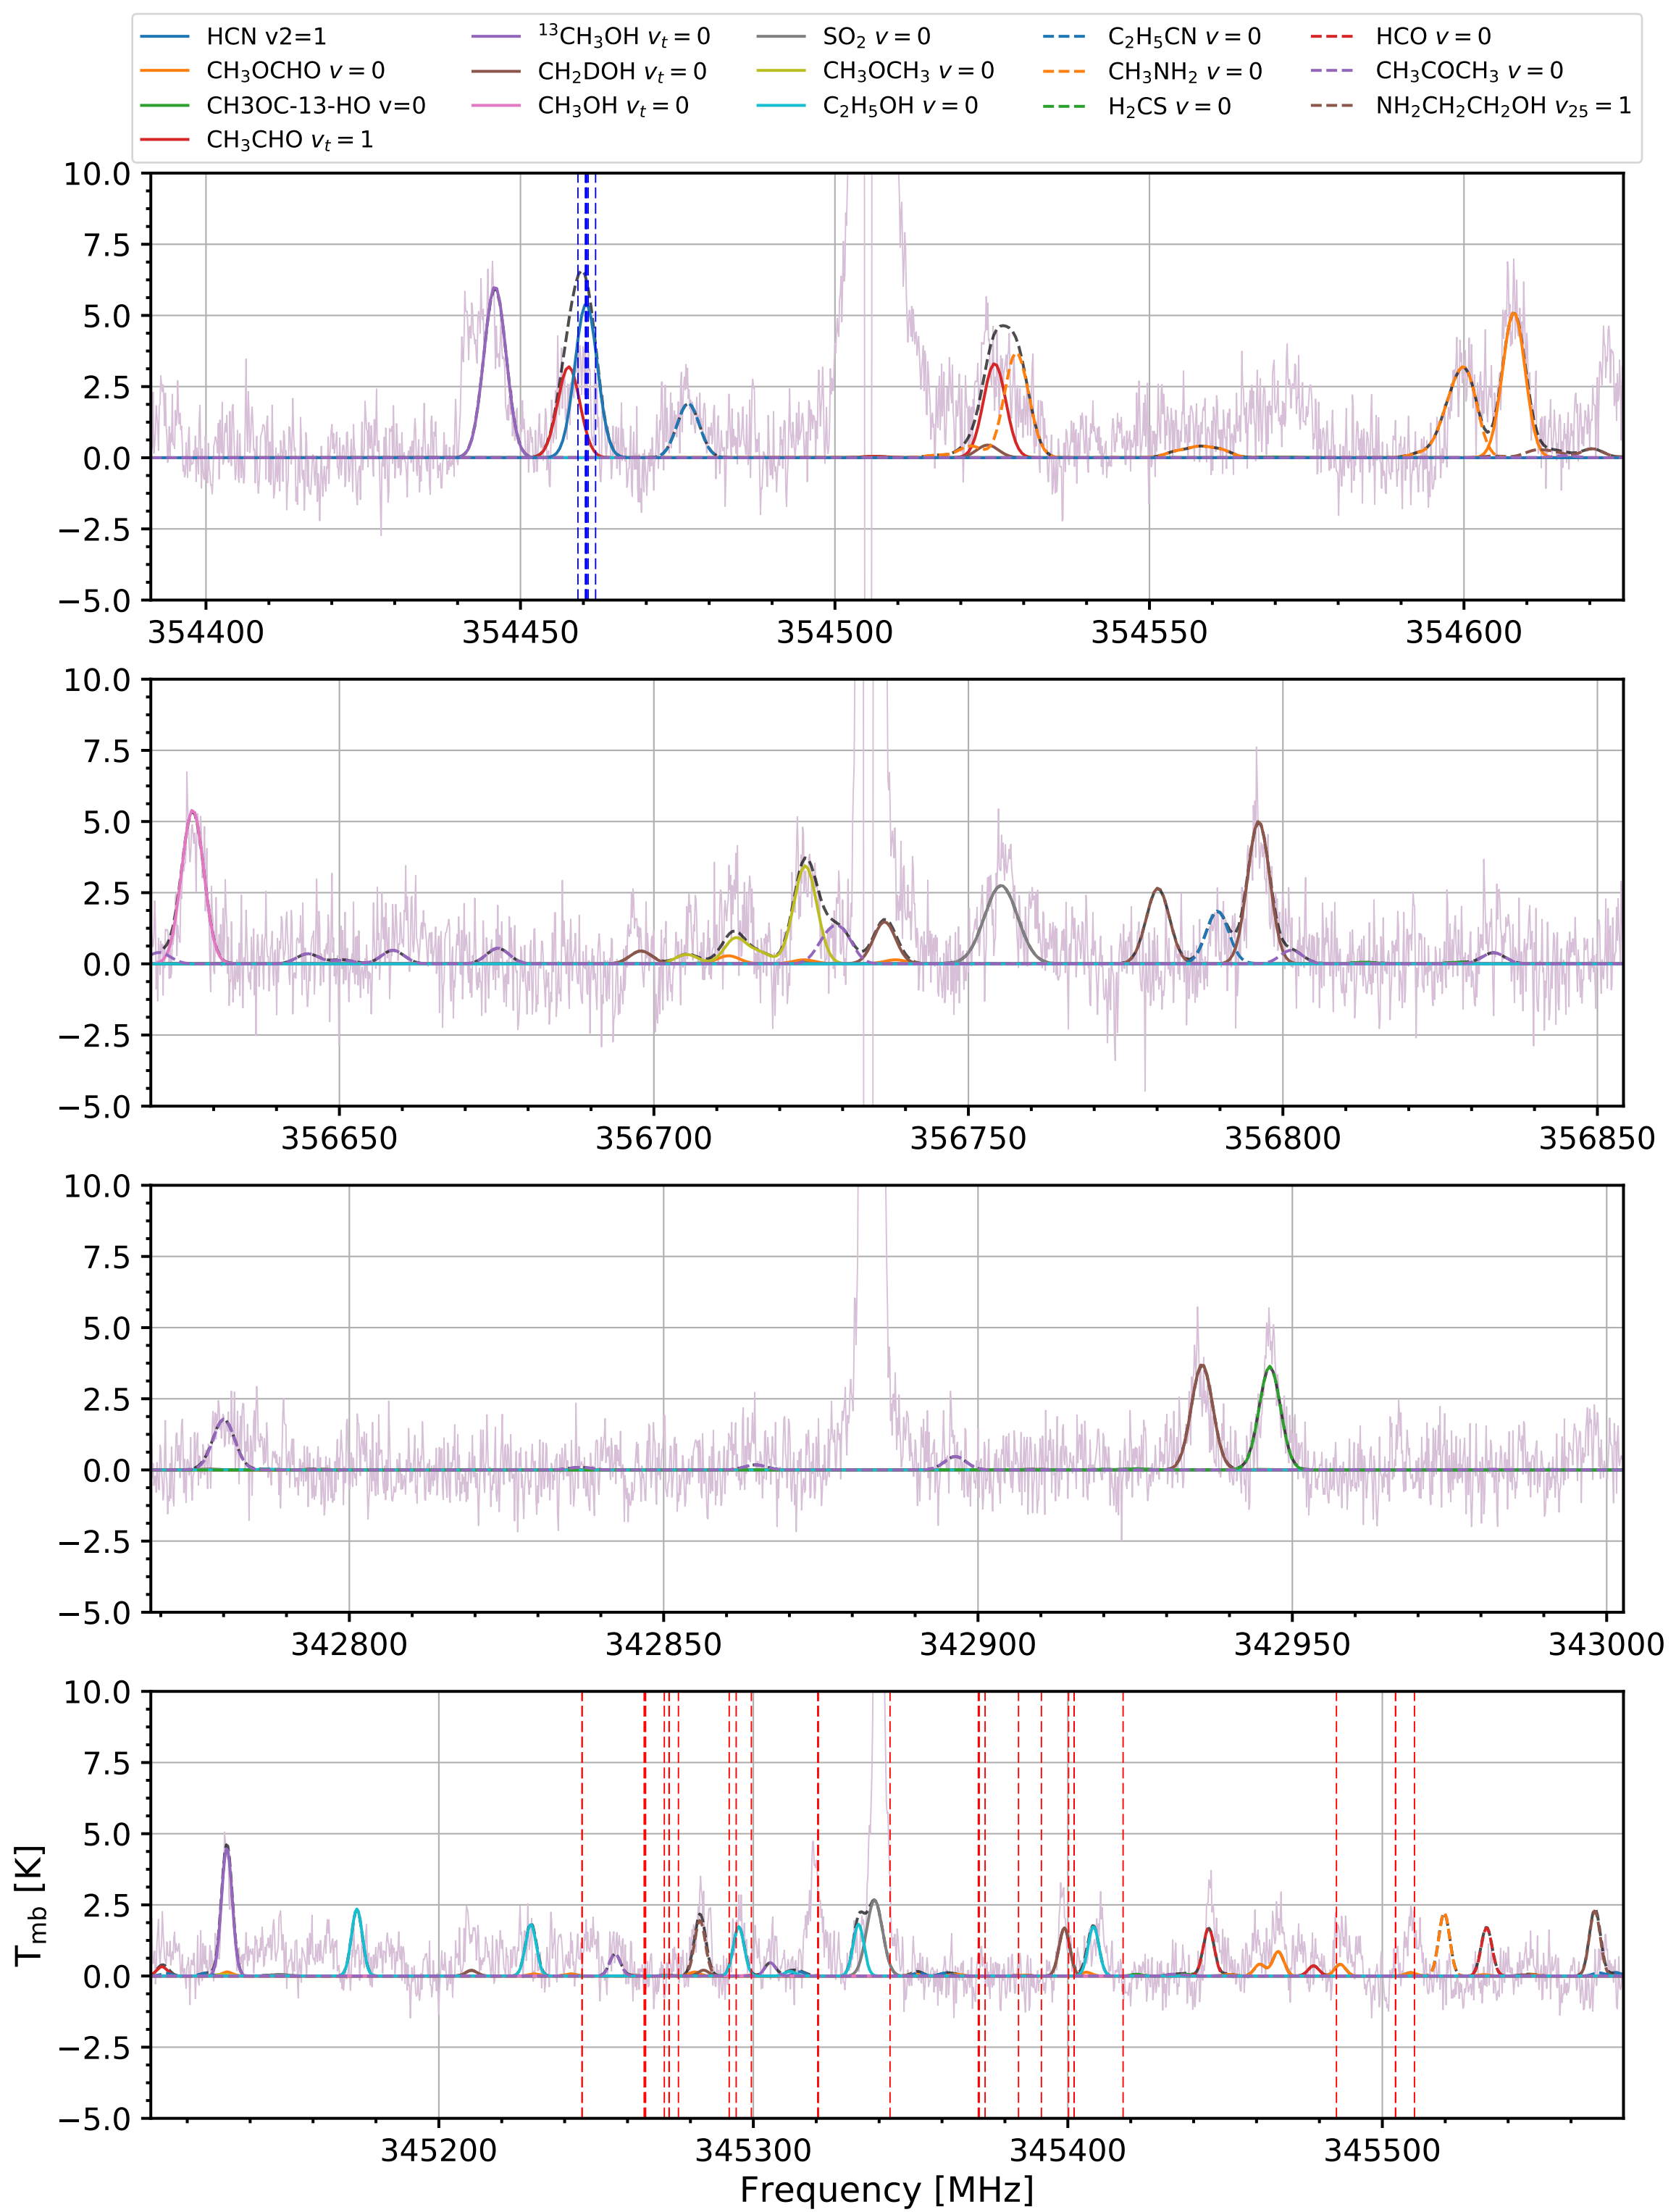 HCN v2=1
CH₃OCHO v = 0
CH3OC-13-HO v=0
CH₃CHO vₜ = 1
¹³CH₃OH vₜ = 0
CH₂DOH vₜ = 0
CH₃OH vₜ = 0
SO₂ v = 0
CH₃OCH₃ v = 0
C₂H₅OH v = 0
C₂H₅CN v = 0
CH₃NH₂ v = 0
H₂CS v = 0
HCO v = 0
CH₃COCH₃ v = 0
NH₂CH₂CH₂OH v₂₅ = 1
10.0
7.5
5.0
2.5
0.0
−2.5
−5.0
354400 354450 354500 354550 354600
10.0
7.5
5.0
2.5
0.0
−2.5
−5.0
356650 356700 356750 356800 356850
10.0
7.5
5.0
2.5
0.0
−2.5
−5.0
342800 342850 342900 342950 343000
10.0
7.5
5.0
2.5
0.0
−2.5
−5.0
345200 345300 345400 345500
T_mb [K]
Frequency [MHz]